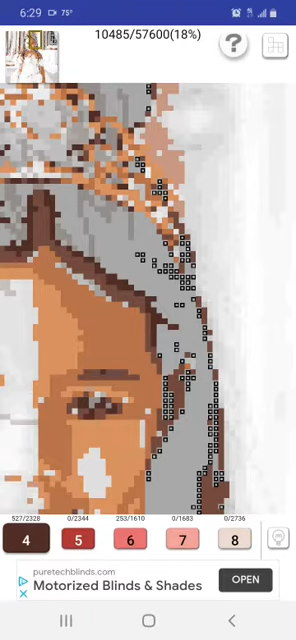 6:29 75°
10485/57600(18%)
?
527/2328 0/2344 253/1610 0/1683 0/2736
4 5 6 7 8
puretechblinds.com
Motorized Blinds & Shades
OPEN